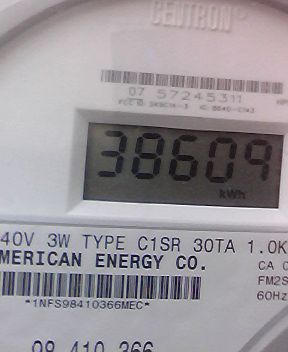 CENTRON®
07 57245311
38609
kWh
40V 3W TYPE C1SR 30TA 1.0K
MERICAN ENERGY CO.
CA 0
FM2S
60Hz
*1NFS98410366MEC*
98 410 366